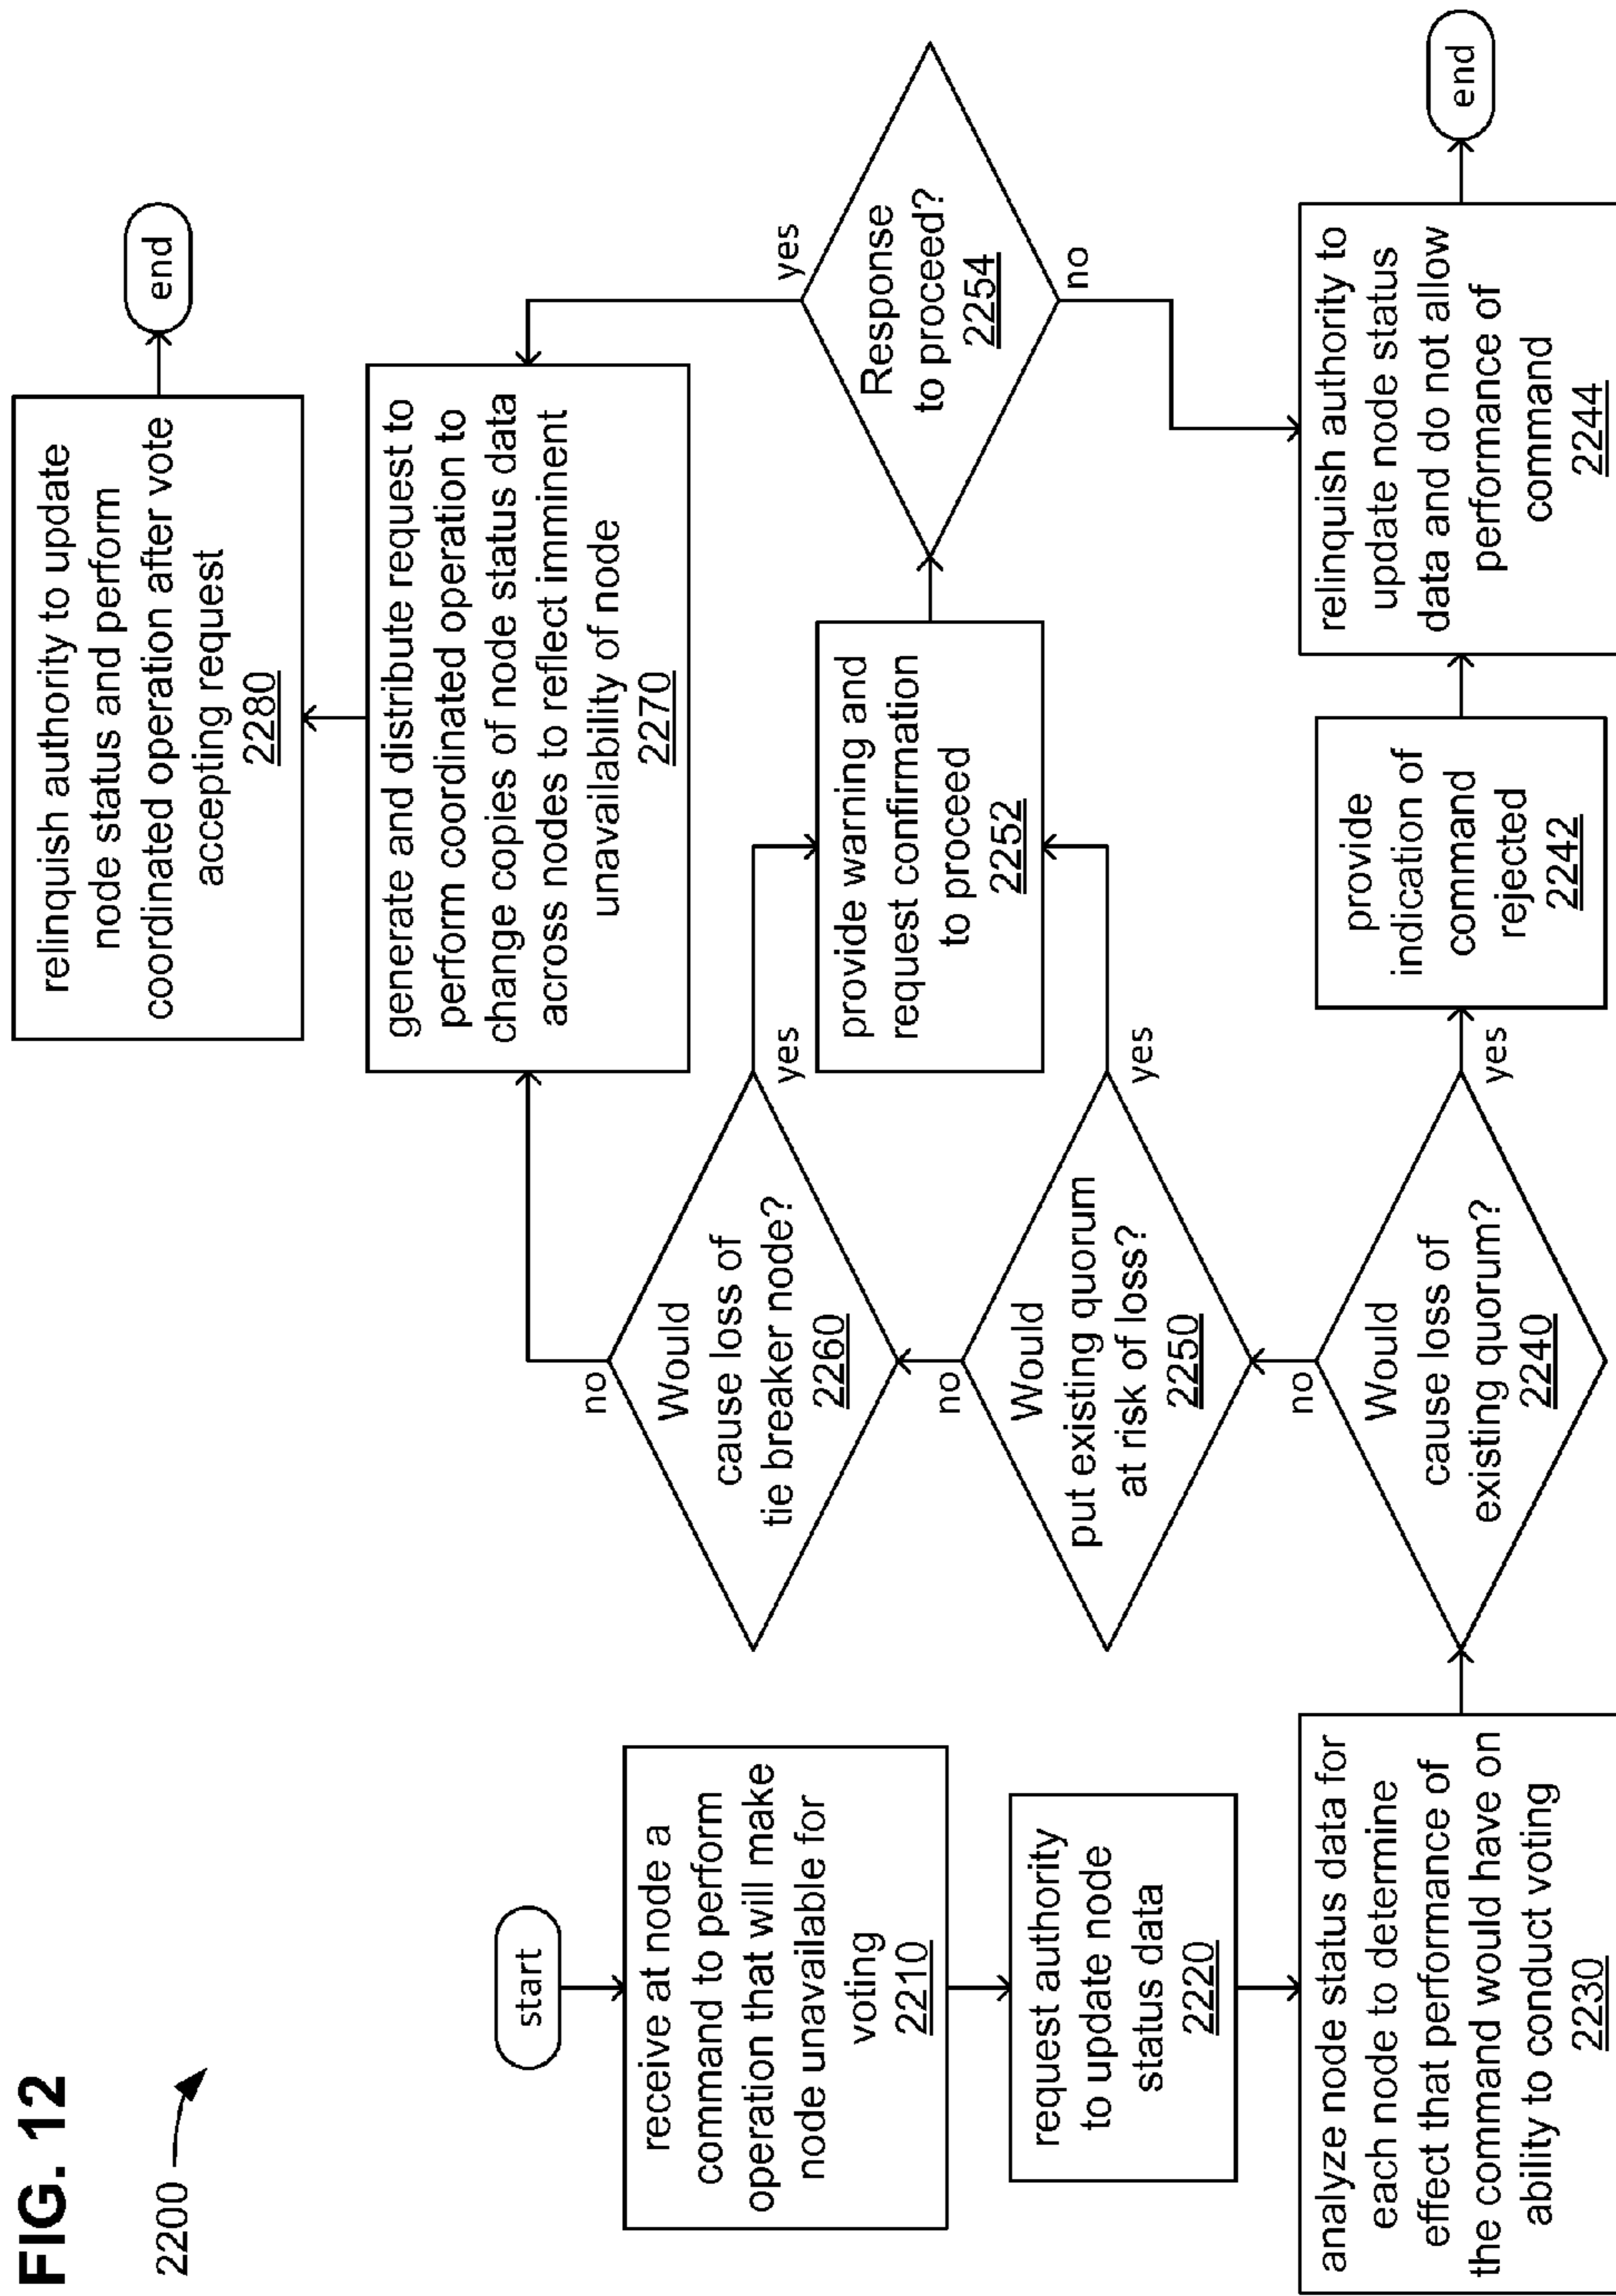 FIG. 12
2200
start
receive at node a
command to perform
operation that will make
node unavailable for
voting
2210
request authority
to update node
status data
2220
analyze node status data for
each node to determine
effect that performance of
the command would have on
ability to conduct voting
2230
Would
cause loss of
existing quorum?
2240
yes
no
provide
indication of
command
rejected
2242
relinquish authority to
update node status
data and do not allow
performance of
command
2244
end
Would
put existing quorum
at risk of loss?
2250
yes
no
provide warning and
request confirmation
to proceed
2252
Response
to proceed?
2254
yes
no
Would
cause loss of
tie breaker node?
2260
yes
no
generate and distribute request to
perform coordinated operation to
change copies of node status data
across nodes to reflect imminent
unavailability of node
2270
relinquish authority to update
node status and perform
coordinated operation after vote
accepting request
2280
end